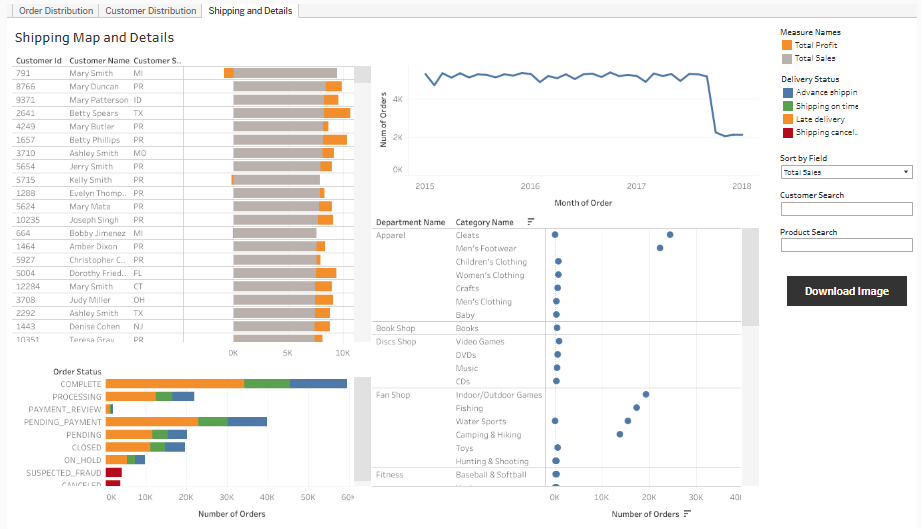 Order Distribution Customer Distribution Shipping and Details
Shipping Map and Details
Customer Id Customer Name Customer S..
791 Mary Smith MI
8766 Mary Duncan PR
9371 Mary Patterson ID
2641 Betty Spears TX
4249 Mary Butler PR
1657 Betty Phillips PR
3710 Ashley Smith MO
5654 Jerry Smith PR
5715 Kelly Smith PR
1288 Evelyn Thomp.. PR
5624 Mary Mata PR
10235 Joseph Singh PR
664 Bobby Jimenez MI
1464 Amber Dixon PR
5927 Christopher C.. PR
5004 Dorothy Fried.. FL
12284 Mary Smith CT
3708 Judy Miller OH
2292 Ashley Smith TX
1443 Denise Cohen NJ
10351 Teresa Gray PR
0K 5K 10K
Order Status
COMPLETE
PROCESSING
PAYMENT_REVIEW
PENDING_PAYMENT
PENDING
CLOSED
ON_HOLD
SUSPECTED_FRAUD
CANCELED
0K 10K 20K 30K 40K 50K 60K
Number of Orders
Num of Orders
4K
2K
0K
2015 2016 2017 2018
Month of Order
Department Name Category Name
Apparel Cleats
Men's Footwear
Children's Clothing
Women's Clothing
Crafts
Men's Clothing
Baby
Book Shop Books
Discs Shop Video Games
DVDs
Music
CDs
Fan Shop Indoor/Outdoor Games
Fishing
Water Sports
Camping & Hiking
Toys
Hunting & Shooting
Fitness Baseball & Softball
0K 10K 20K 30K
Number of Orders
Measure Names
Total Profit
Total Sales
Delivery Status
Advance shippin
Shipping on time
Late delivery
Shipping cancel..
Sort by Field
Total Sales
Customer Search
Product Search
Download Image